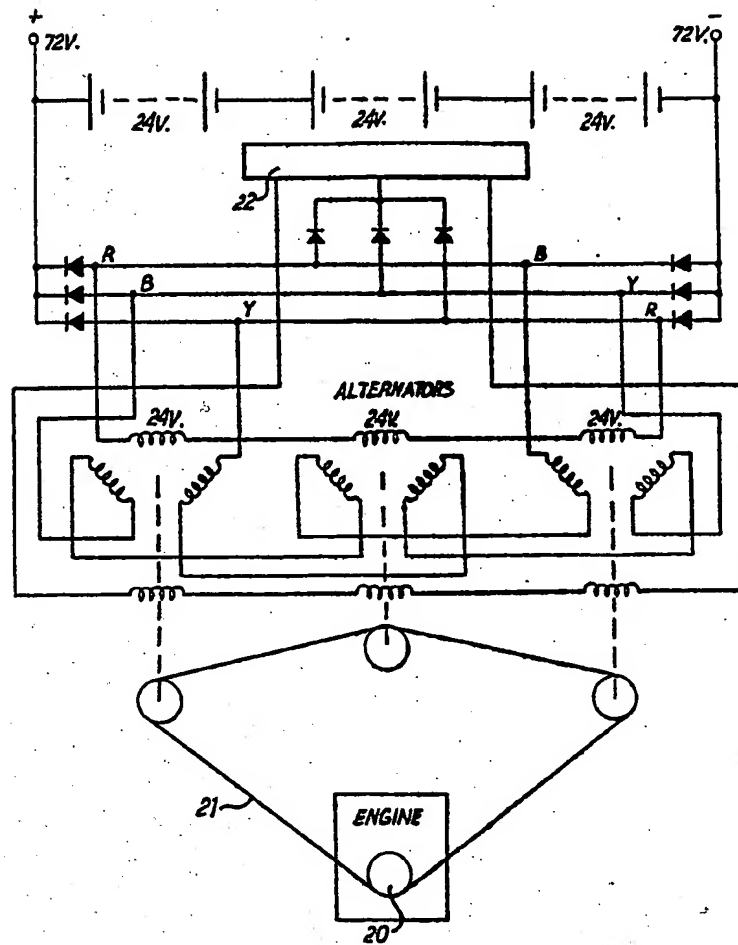 + −
72V. 72V.
24V. 24V. 24V.
22
R B
B Y
Y R
ALTERNATORS
24V. 24V. 24V.
21
ENGINE
20